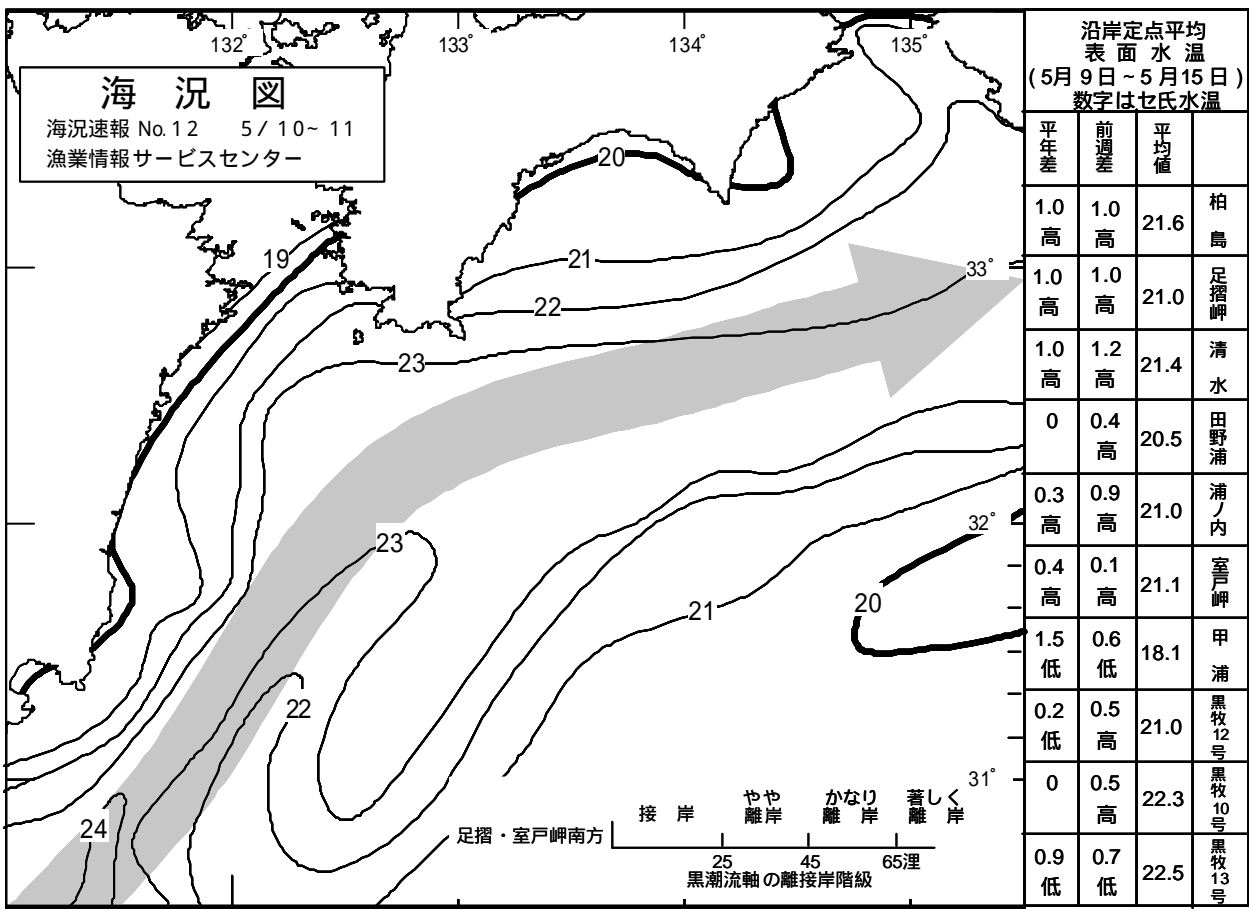 132°
133°
134°
135°
海況図
海況速報 No.12 5/10~11
漁業情報サービスセンター
20
19
21
22
23
33°
23
32°
20
21
22
31°
24
接岸 やや離岸 かなり離岸 著しく離岸
足摺・室戸岬南方
25 45 65浬
黒潮流軸の離接岸階級
沿岸定点平均
表面水温
(5月9日~5月15日)
数字はセ氏水温
平年差 前週差 平均値
1.0高 1.0高 21.6 柏島
1.0高 1.0高 21.0 足摺岬
1.0高 1.2高 21.4 清水
0 0.4高 20.5 田野浦
0.3高 0.9高 21.0 浦ノ内
0.4高 0.1高 21.1 室戸岬
1.5低 0.6低 18.1 甲浦
0.2低 0.5高 21.0 黒牧12号
0 0.5高 22.3 黒牧10号
0.9低 0.7低 22.5 黒牧13号